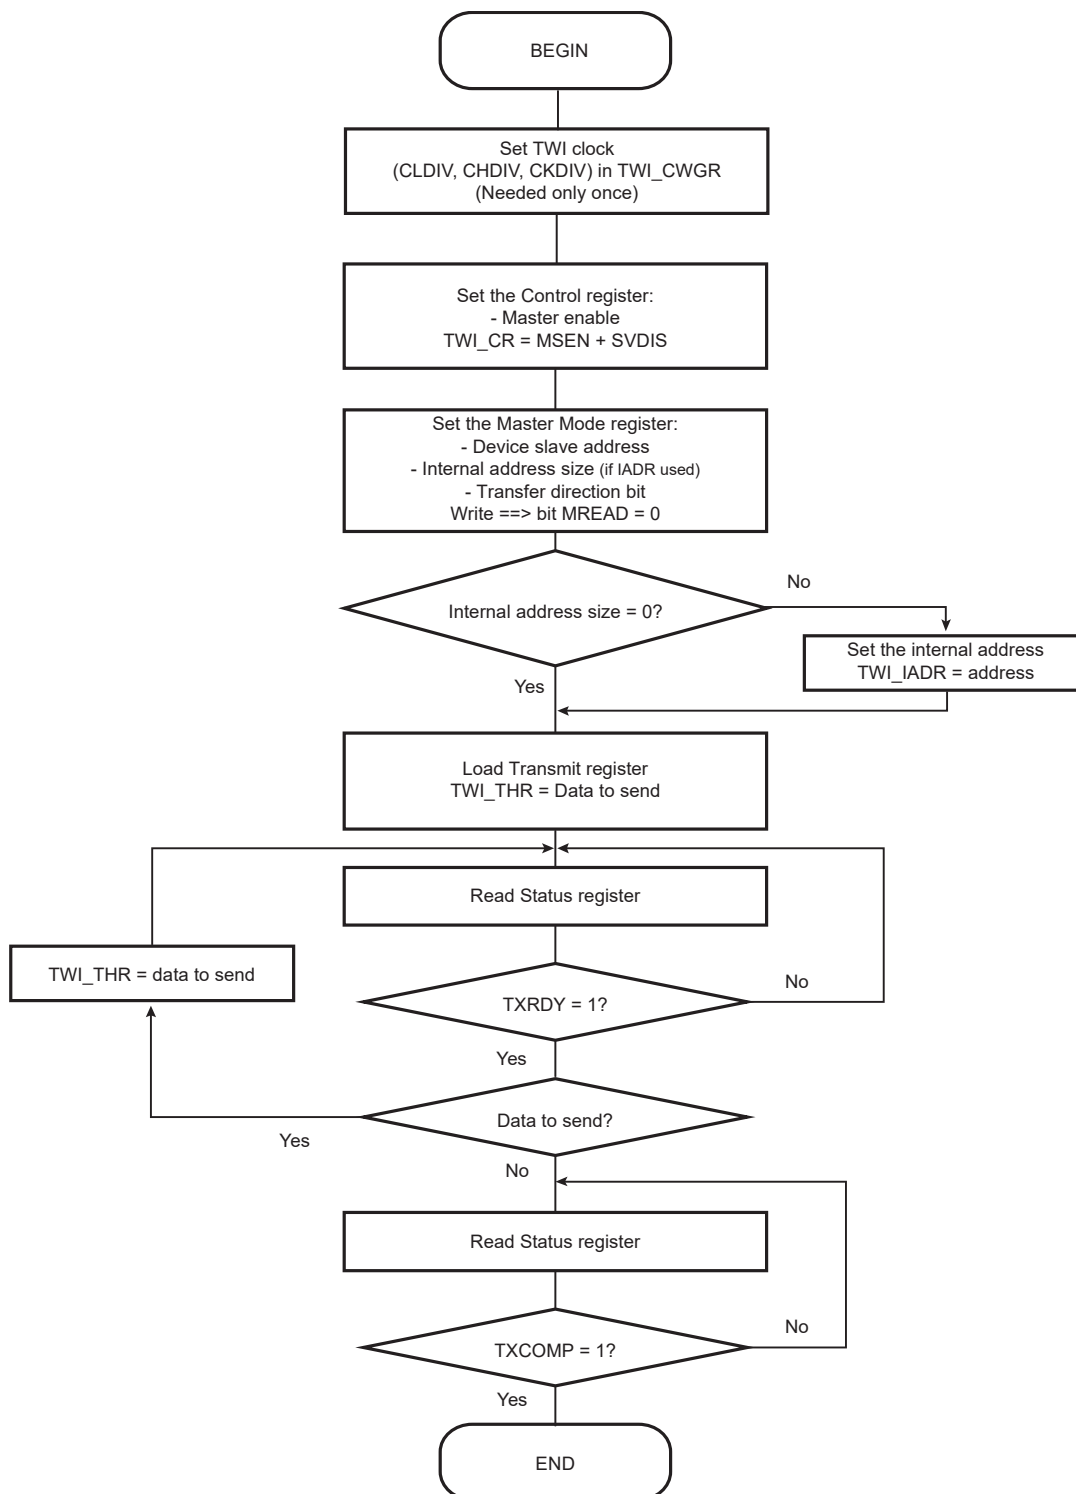 BEGIN
Set TWI clock
(CLDIV, CHDIV, CKDIV) in TWI_CWGR
(Needed only once)
Set the Control register:
- Master enable
TWI_CR = MSEN + SVDIS
Set the Master Mode register:
- Device slave address
- Internal address size (if IADR used)
- Transfer direction bit
Write ==> bit MREAD = 0
Internal address size = 0?
No
Set the internal address
TWI_IADR = address
Yes
Load Transmit register
TWI_THR = Data to send
Read Status register
TWI_THR = data to send
TXRDY = 1?
No
Yes
Data to send?
Yes
No
Read Status register
TXCOMP = 1?
No
Yes
END